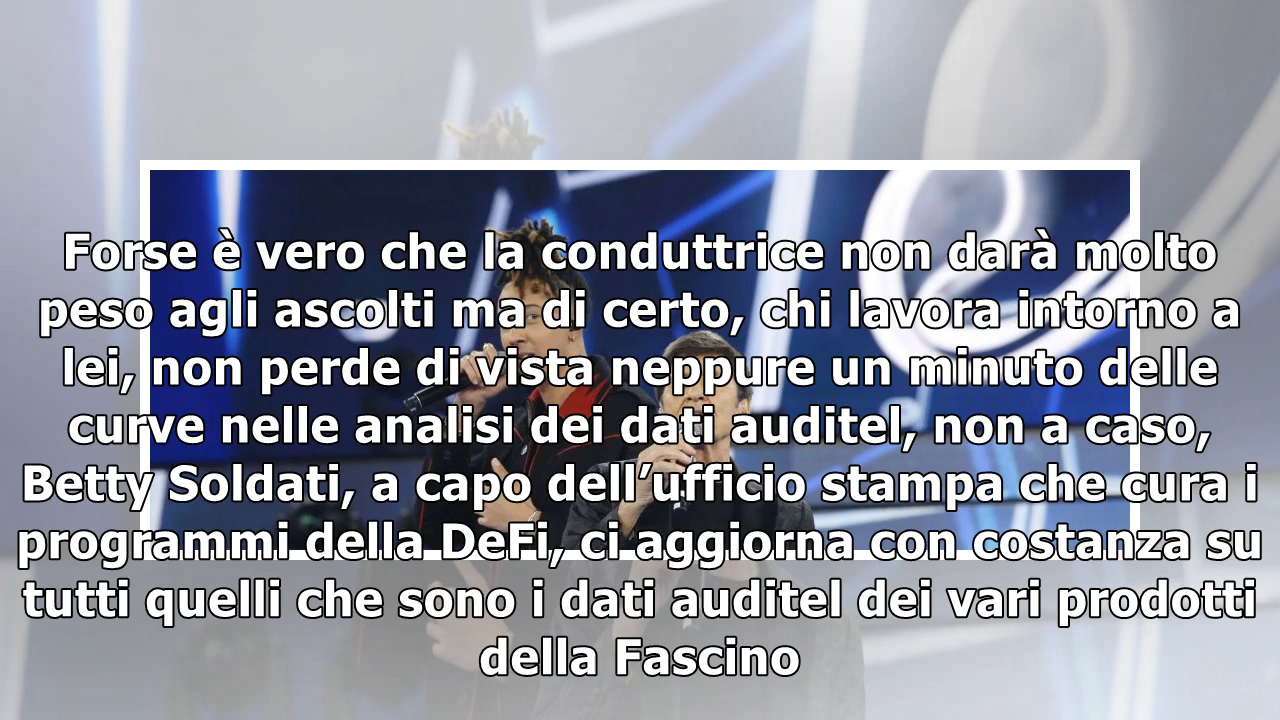 Forse è vero che la conduttrice non darà molto
peso agli ascolti ma di certo, chi lavora intorno a
lei, non perde di vista neppure un minuto delle
curve nelle analisi dei dati auditel, non a caso,
Betty Soldati, a capo dell’ufficio stampa che cura i
programmi della DeFi, ci aggiorna con costanza su
tutti quelli che sono i dati auditel dei vari prodotti
della Fascino